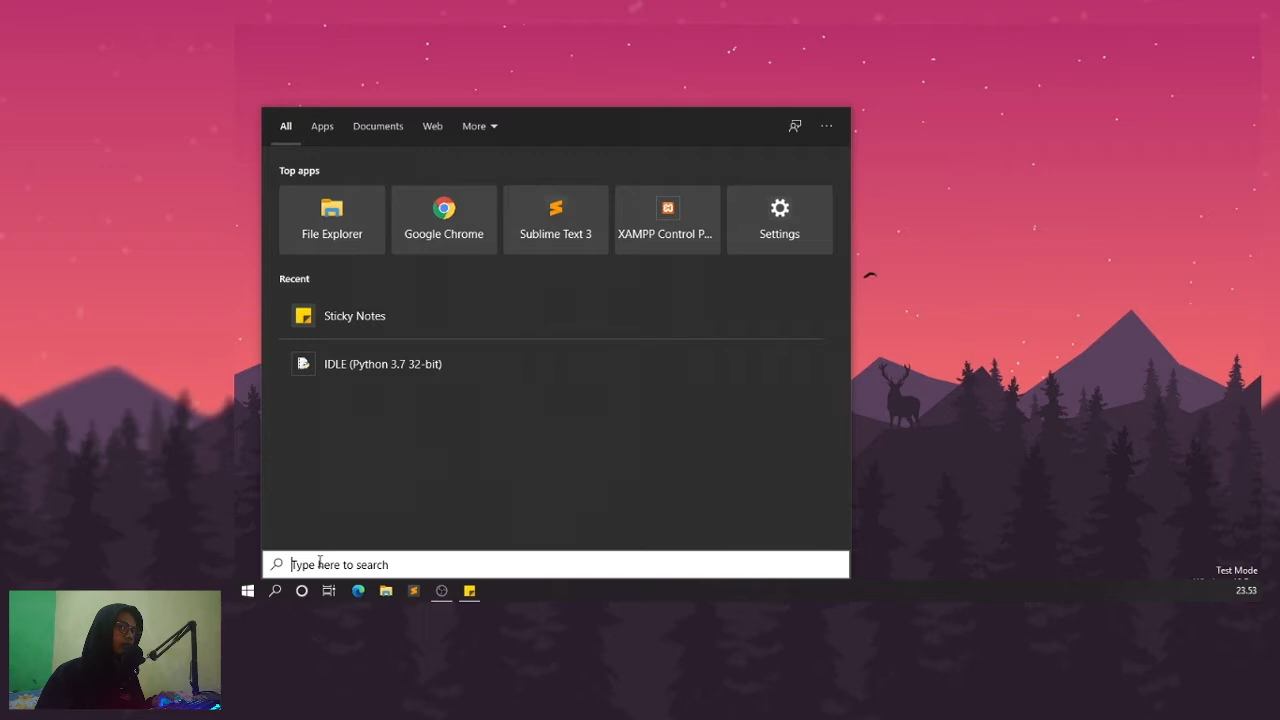 All Apps Documents Web More
Top apps
File Explorer Google Chrome Sublime Text 3 XAMPP Control P... Settings
Recent
Sticky Notes
IDLE (Python 3.7 32-bit)
Type here to search
Test Mode
23.53